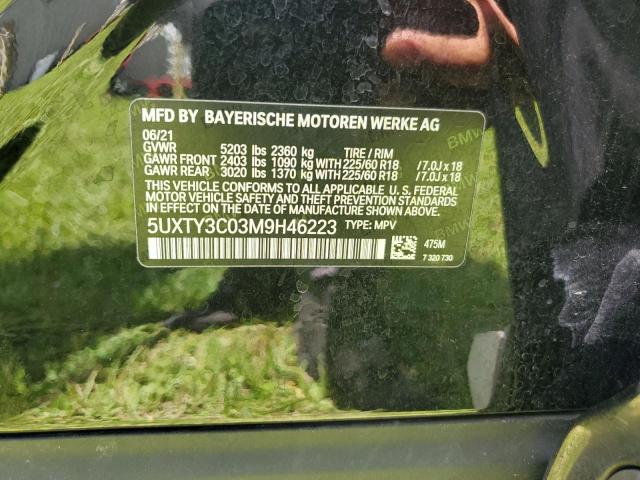 MFD BY BAYERISCHE MOTOREN WERKE AG
06/21
GVWR 5203 lbs 2360 kg TIRE / RIM
GAWR FRONT 2403 lbs 1090 kg WITH 225/60 R18 / 7.0J x 18
GAWR REAR 3020 lbs 1370 kg WITH 225/60 R18 / 7.0J x 18
THIS VEHICLE CONFORMS TO ALL APPLICABLE U. S. FEDERAL
MOTOR VEHICLE SAFETY, BUMPER, AND THEFT PREVENTION
STANDARDS IN EFFECT ON THE DATE OF MANUFACTURE SHOWN ABOVE.
5UXTY3C03M9H46223 TYPE: MPV
475M
7 320 730